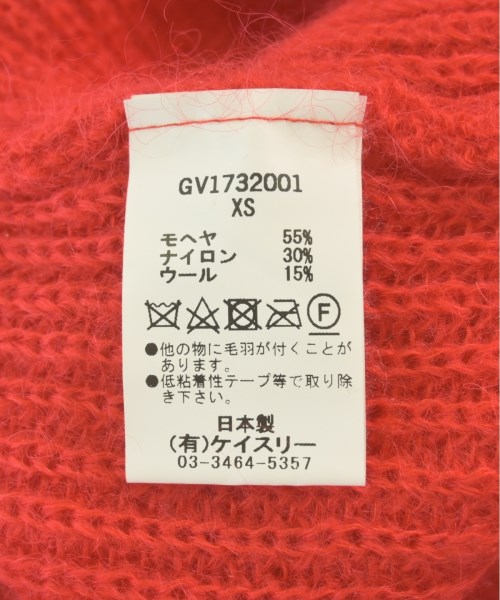 GV1732001
XS
モヘヤ 55%
ナイロン 30%
ウール 15%
F
●他の物に毛羽が付くことが
あります。
●低粘着性テープ等で取り除
き下さい。
日本製
(有)ケイスリー
03-3464-5357